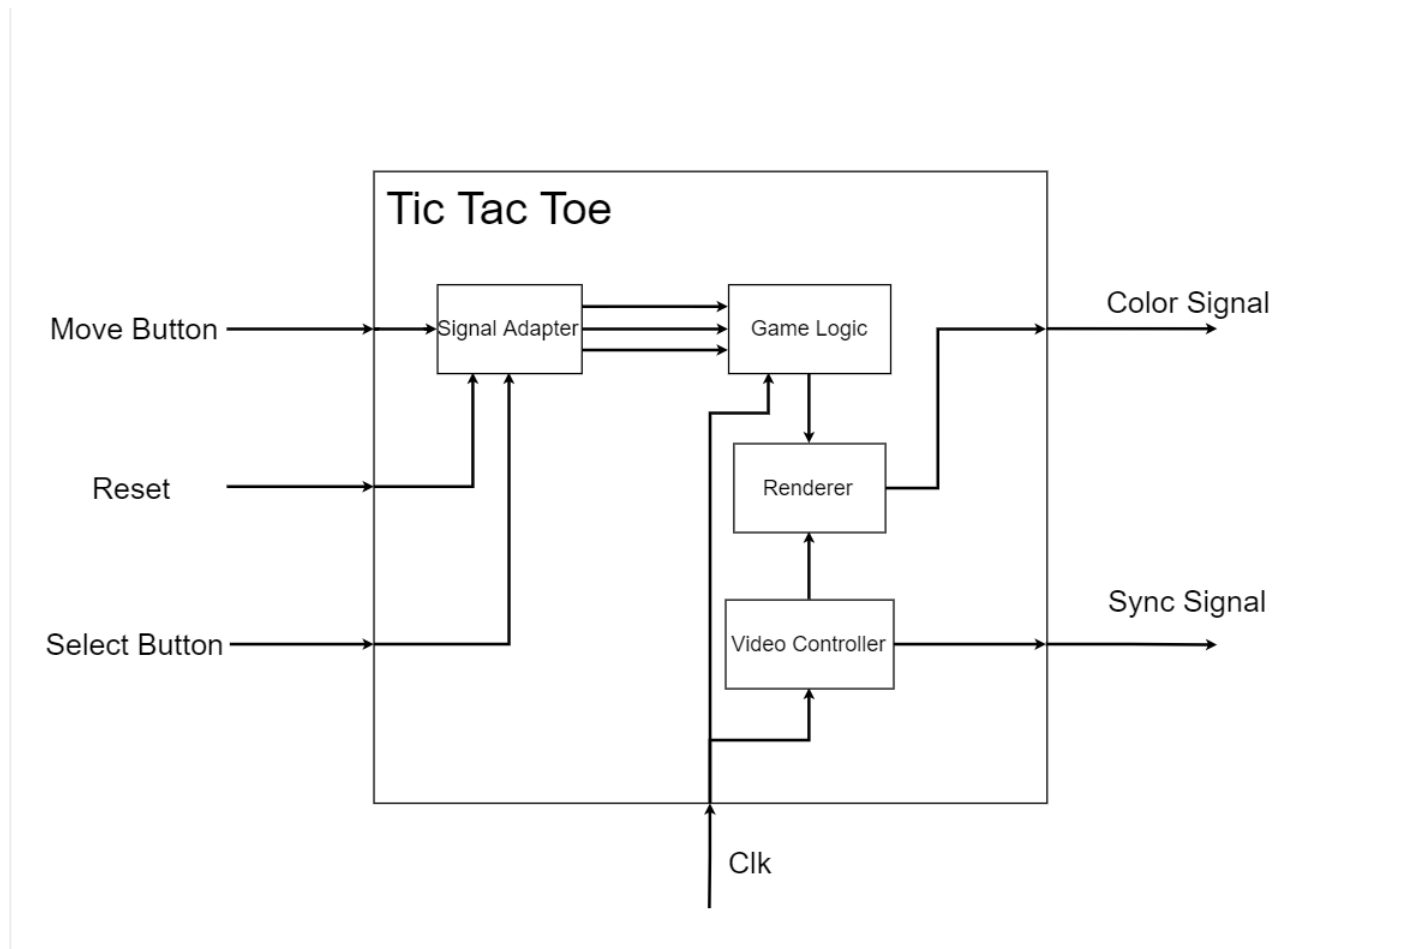 Tic Tac Toe
Move Button
Signal Adapter
Game Logic
Color Signal
Reset
Renderer
Select Button
Video Controller
Sync Signal
Clk